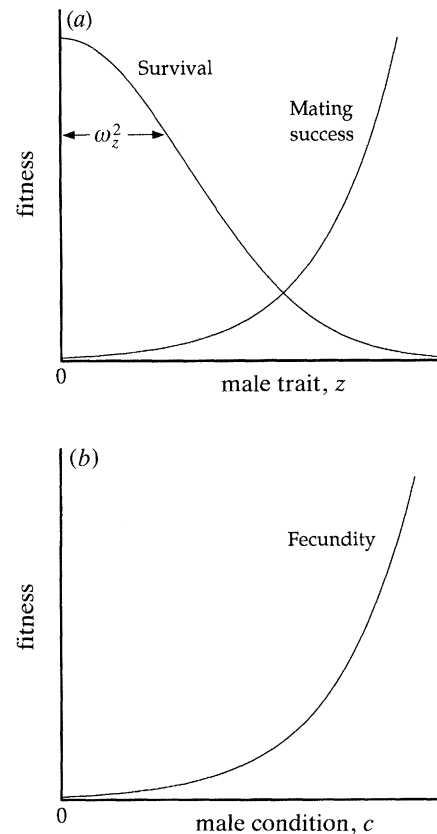 (a)
Survival
Mating
success
ω_z^2
fitness
0
male trait, z
(b)
Fecundity
fitness
0
male condition, c